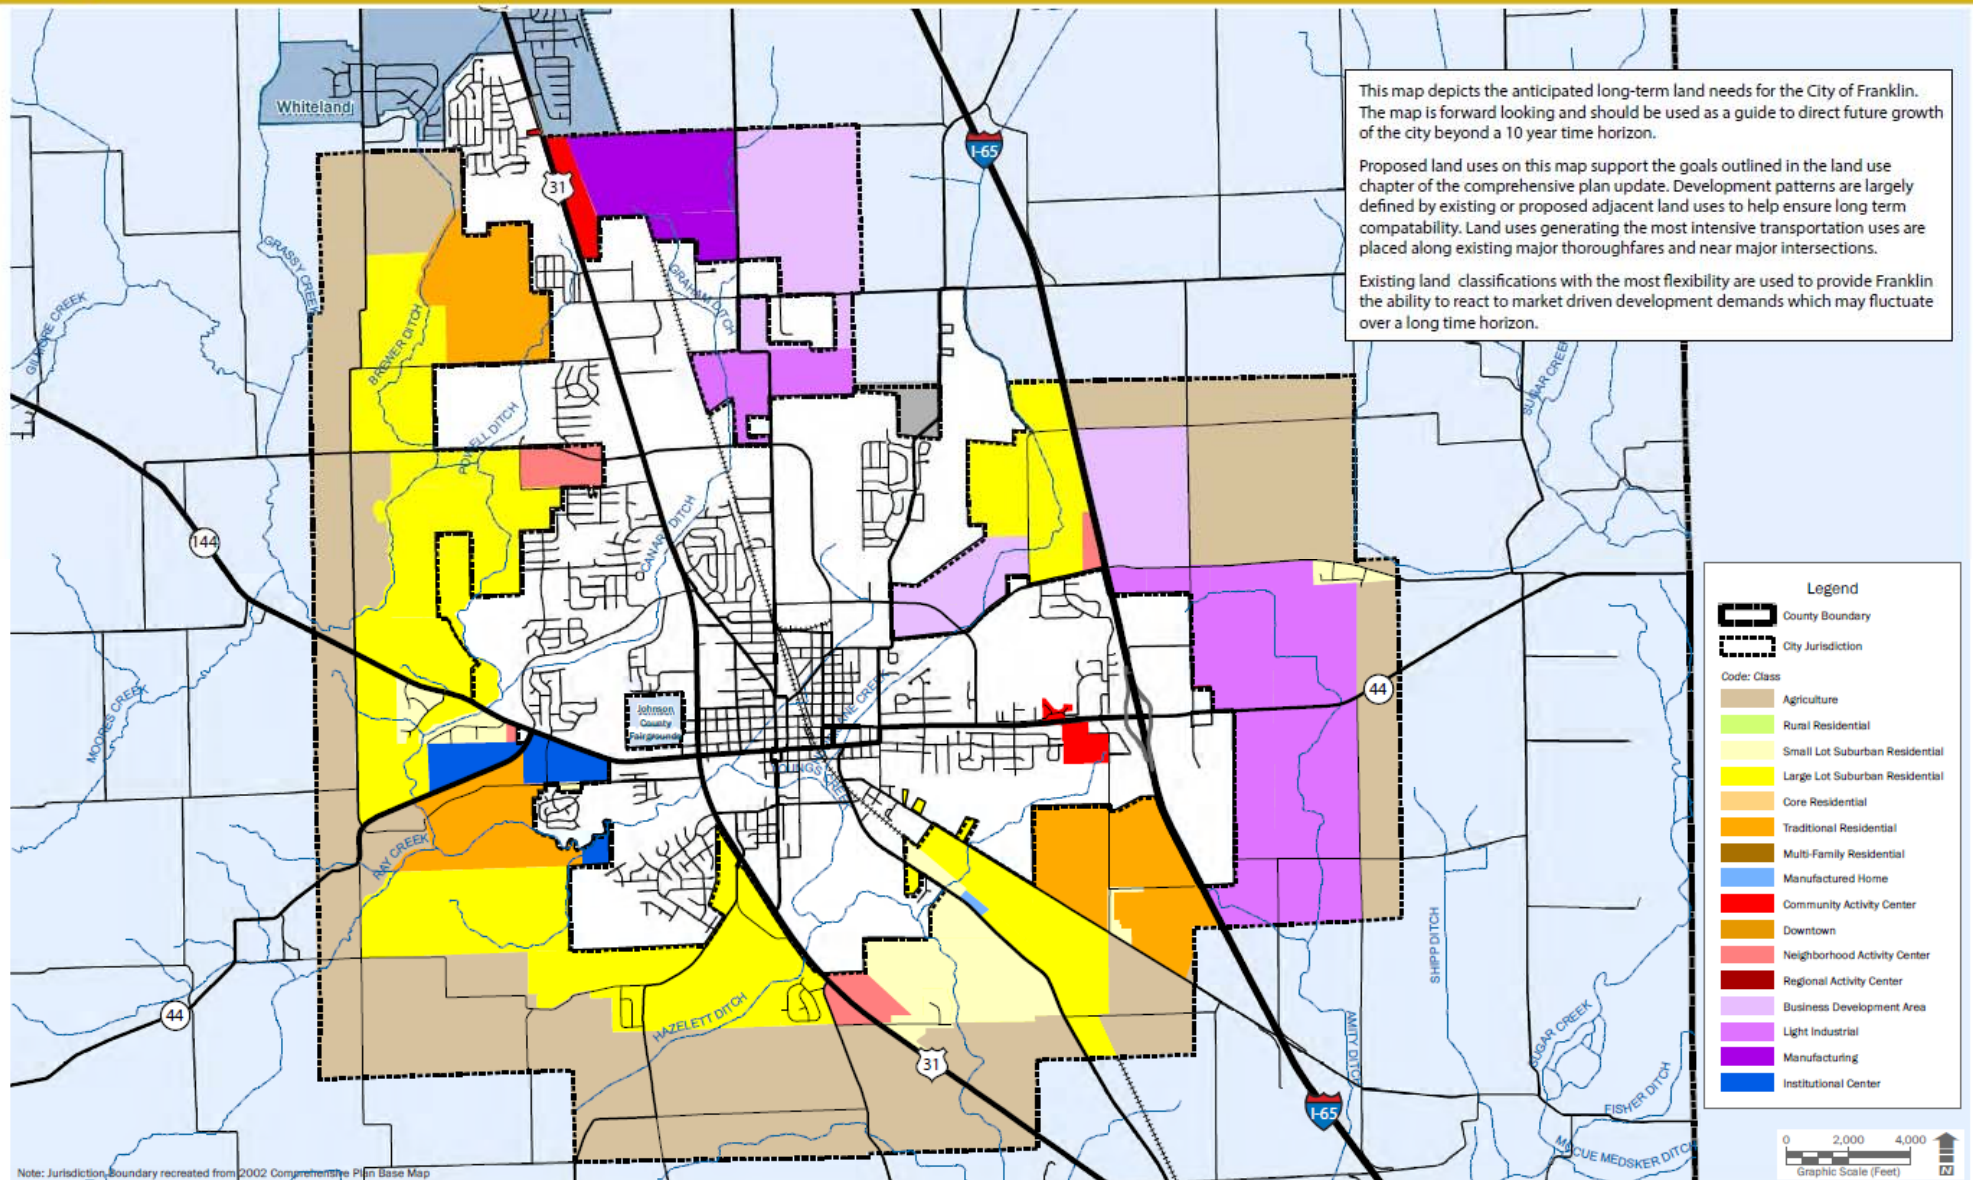 Whiteland
31
I-65
This map depicts the anticipated long-term land needs for the City of Franklin.
The map is forward looking and should be used as a guide to direct future growth
of the city beyond a 10 year time horizon.
Proposed land uses on this map support the goals outlined in the land use
chapter of the comprehensive plan update. Development patterns are largely
defined by existing or proposed adjacent land uses to help ensure long term
compatability. Land uses generating the most intensive transportation uses are
placed along existing major thoroughfares and near major intersections.
Existing land classifications with the most flexibility are used to provide Franklin
the ability to react to market driven development demands which may fluctuate
over a long time horizon.
GRASSY CREEK
GILMORE CREEK
BREWER DITCH
GRAHAM DITCH
SUGAR CREEK
POWELL DITCH
CANARY DITCH
144
MOORES CREEK
Johnson
County
Fairgrounds
YOUNGS CREEK
44
RAY CREEK
44
HAZELETT DITCH
31
SHIPP DITCH
AMITY DITCH
I-65
SUGAR CREEK
FISHER DITCH
MCCUE MEDSKER DITCH
Legend
County Boundary
City Jurisdiction
Code: Class
Agriculture
Rural Residential
Small Lot Suburban Residential
Large Lot Suburban Residential
Core Residential
Traditional Residential
Multi-Family Residential
Manufactured Home
Community Activity Center
Downtown
Neighborhood Activity Center
Regional Activity Center
Business Development Area
Light Industrial
Manufacturing
Institutional Center
0 2,000 4,000
Graphic Scale (Feet)
N
Note: Jurisdiction Boundary recreated from 2002 Comprehensive Plan Base Map